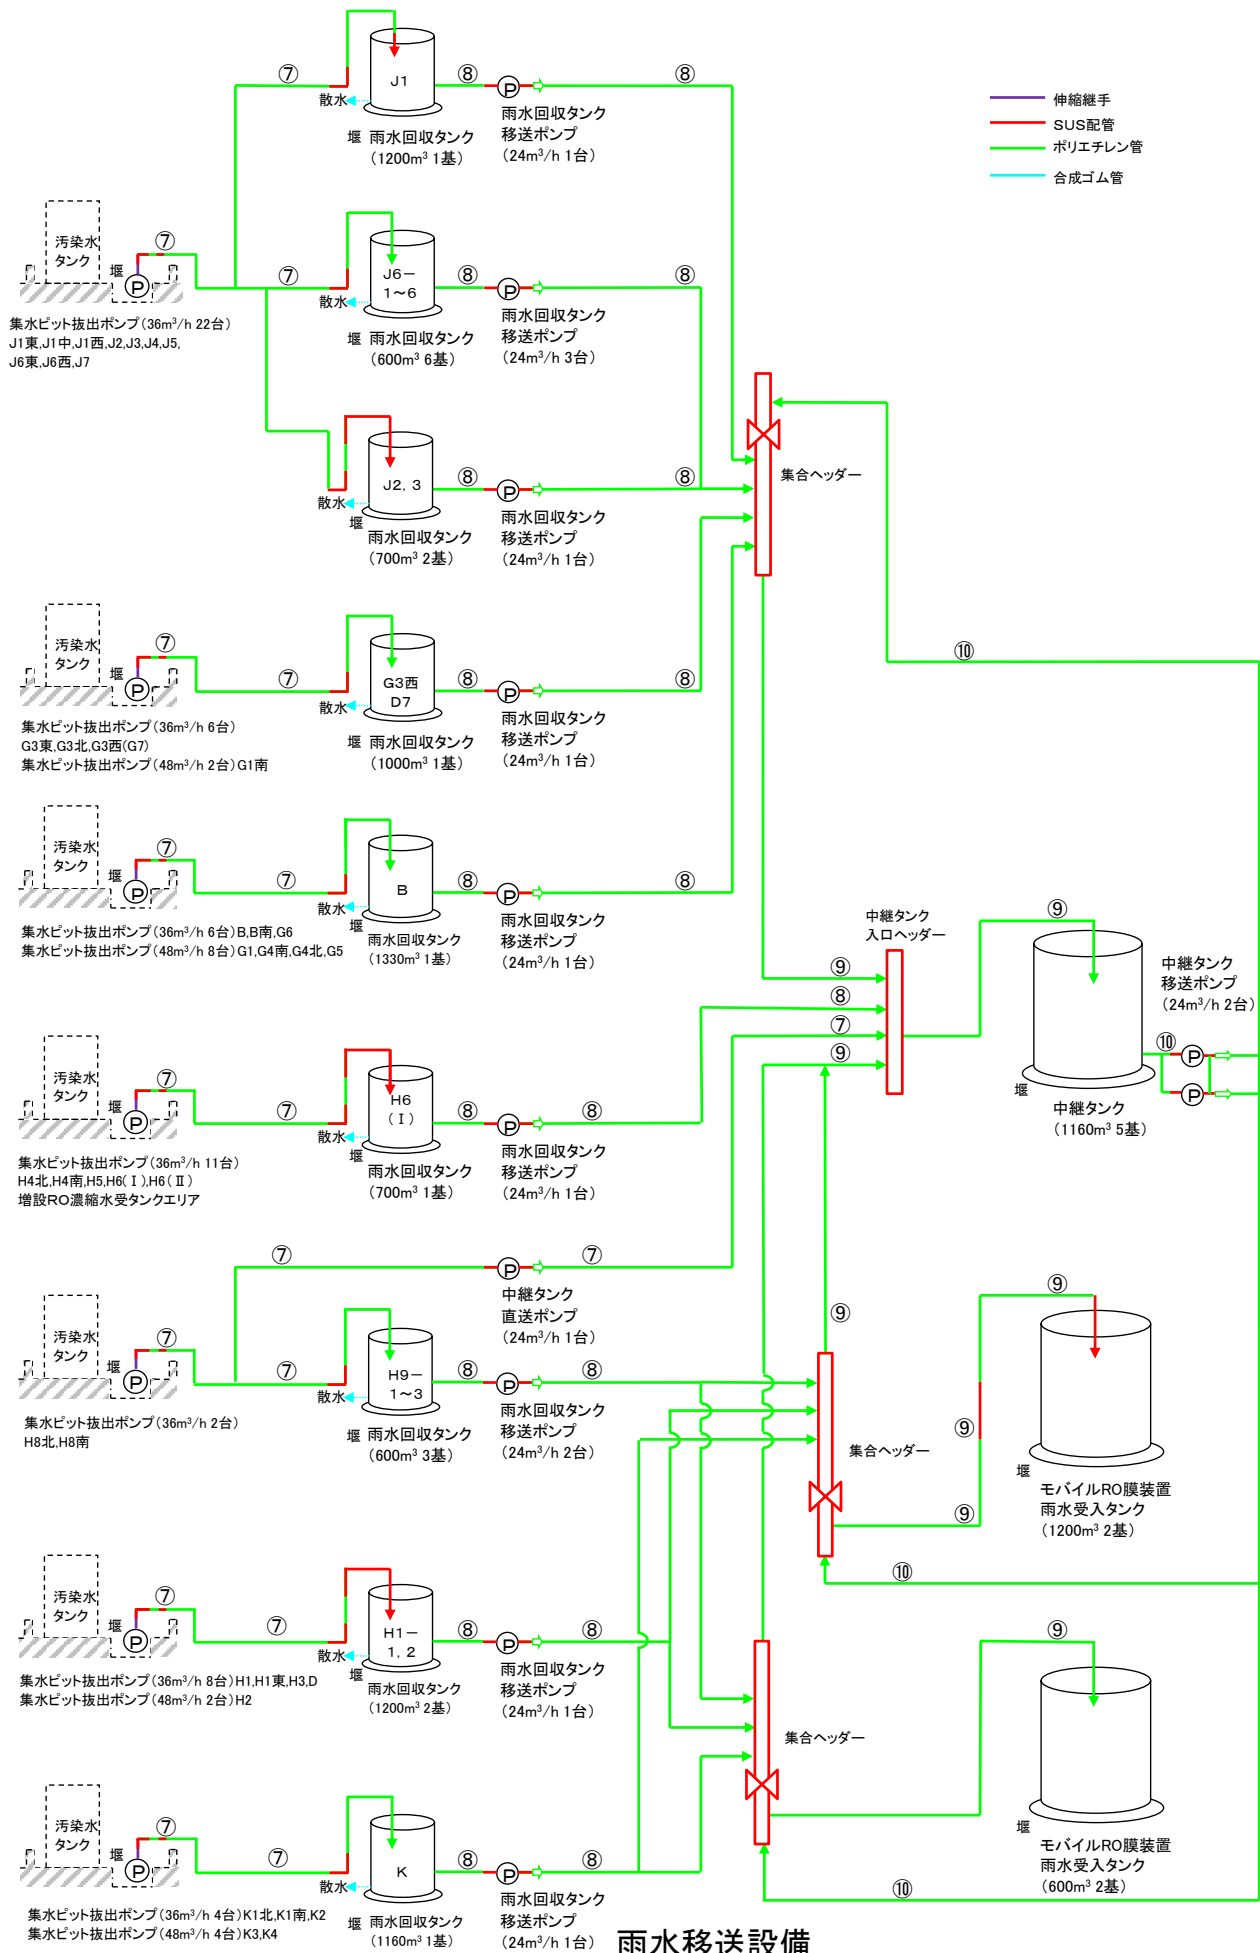 ⑦
J1
⑧
P
⑧
散水
堰
雨水回収タンク
(1200m³ 1基)
雨水回収タンク
移送ポンプ
(24m³/h 1台)
伸縮継手
SUS配管
ポリエチレン管
合成ゴム管
汚染水
タンク
堰
⑦
P
集水ピット抜出ポンプ(36m³/h 22台)
J1東,J1中,J1西,J2,J3,J4,J5,
J6東,J6西,J7
⑦
J6－
1～6
⑧
P
⑧
散水
堰
雨水回収タンク
(600m³ 6基)
雨水回収タンク
移送ポンプ
(24m³/h 3台)
J2, 3
⑧
P
⑧
散水
堰
雨水回収タンク
(700m³ 2基)
雨水回収タンク
移送ポンプ
(24m³/h 1台)
集合ヘッダー
汚染水
タンク
堰
⑦
P
集水ピット抜出ポンプ(36m³/h 6台)
G3東,G3北,G3西(G7)
集水ピット抜出ポンプ(48m³/h 2台)G1南
⑦
G3西
D7
⑧
P
⑧
散水
堰
雨水回収タンク
(1000m³ 1基)
雨水回収タンク
移送ポンプ
(24m³/h 1台)
⑩
汚染水
タンク
堰
⑦
P
集水ピット抜出ポンプ(36m³/h 6台)B,B南,G6
集水ピット抜出ポンプ(48m³/h 8台)G1,G4南,G4北,G5
⑦
B
⑧
P
⑧
散水
堰
雨水回収タンク
(1330m³ 1基)
雨水回収タンク
移送ポンプ
(24m³/h 1台)
中継タンク
入口ヘッダー
⑨
⑧
⑦
⑨
⑨
堰
中継タンク
(1160m³ 5基)
中継タンク
移送ポンプ
(24m³/h 2台)
⑩
P
P
汚染水
タンク
堰
⑦
P
集水ピット抜出ポンプ(36m³/h 11台)
H4北,H4南,H5,H6(Ⅰ),H6(Ⅱ)
増設RO濃縮水受タンクエリア
⑦
H6
(Ⅰ)
⑧
P
⑧
散水
堰
雨水回収タンク
(700m³ 1基)
雨水回収タンク
移送ポンプ
(24m³/h 1台)
⑦
P
⑦
中継タンク
直送ポンプ
(24m³/h 1台)
汚染水
タンク
堰
⑦
P
集水ピット抜出ポンプ(36m³/h 2台)
H8北,H8南
⑦
H9－
1～3
⑧
P
⑧
散水
堰
雨水回収タンク
(600m³ 3基)
雨水回収タンク
移送ポンプ
(24m³/h 2台)
⑨
集合ヘッダー
⑨
⑨
⑨
堰
モバイルRO膜装置
雨水受入タンク
(1200m³ 2基)
⑩
汚染水
タンク
堰
⑦
P
集水ピット抜出ポンプ(36m³/h 8台)H1,H1東,H3,D
集水ピット抜出ポンプ(48m³/h 2台)H2
⑦
H1－
1, 2
⑧
P
⑧
散水
堰
雨水回収タンク
(1200m³ 2基)
雨水回収タンク
移送ポンプ
(24m³/h 1台)
集合ヘッダー
⑨
堰
モバイルRO膜装置
雨水受入タンク
(600m³ 2基)
⑩
汚染水
タンク
堰
⑦
P
集水ピット抜出ポンプ(36m³/h 4台)K1北,K1南,K2
集水ピット抜出ポンプ(48m³/h 4台)K3,K4
⑦
K
⑧
P
⑧
散水
堰
雨水回収タンク
(1160m³ 1基)
雨水回収タンク
移送ポンプ
(24m³/h 1台)
雨水移送設備